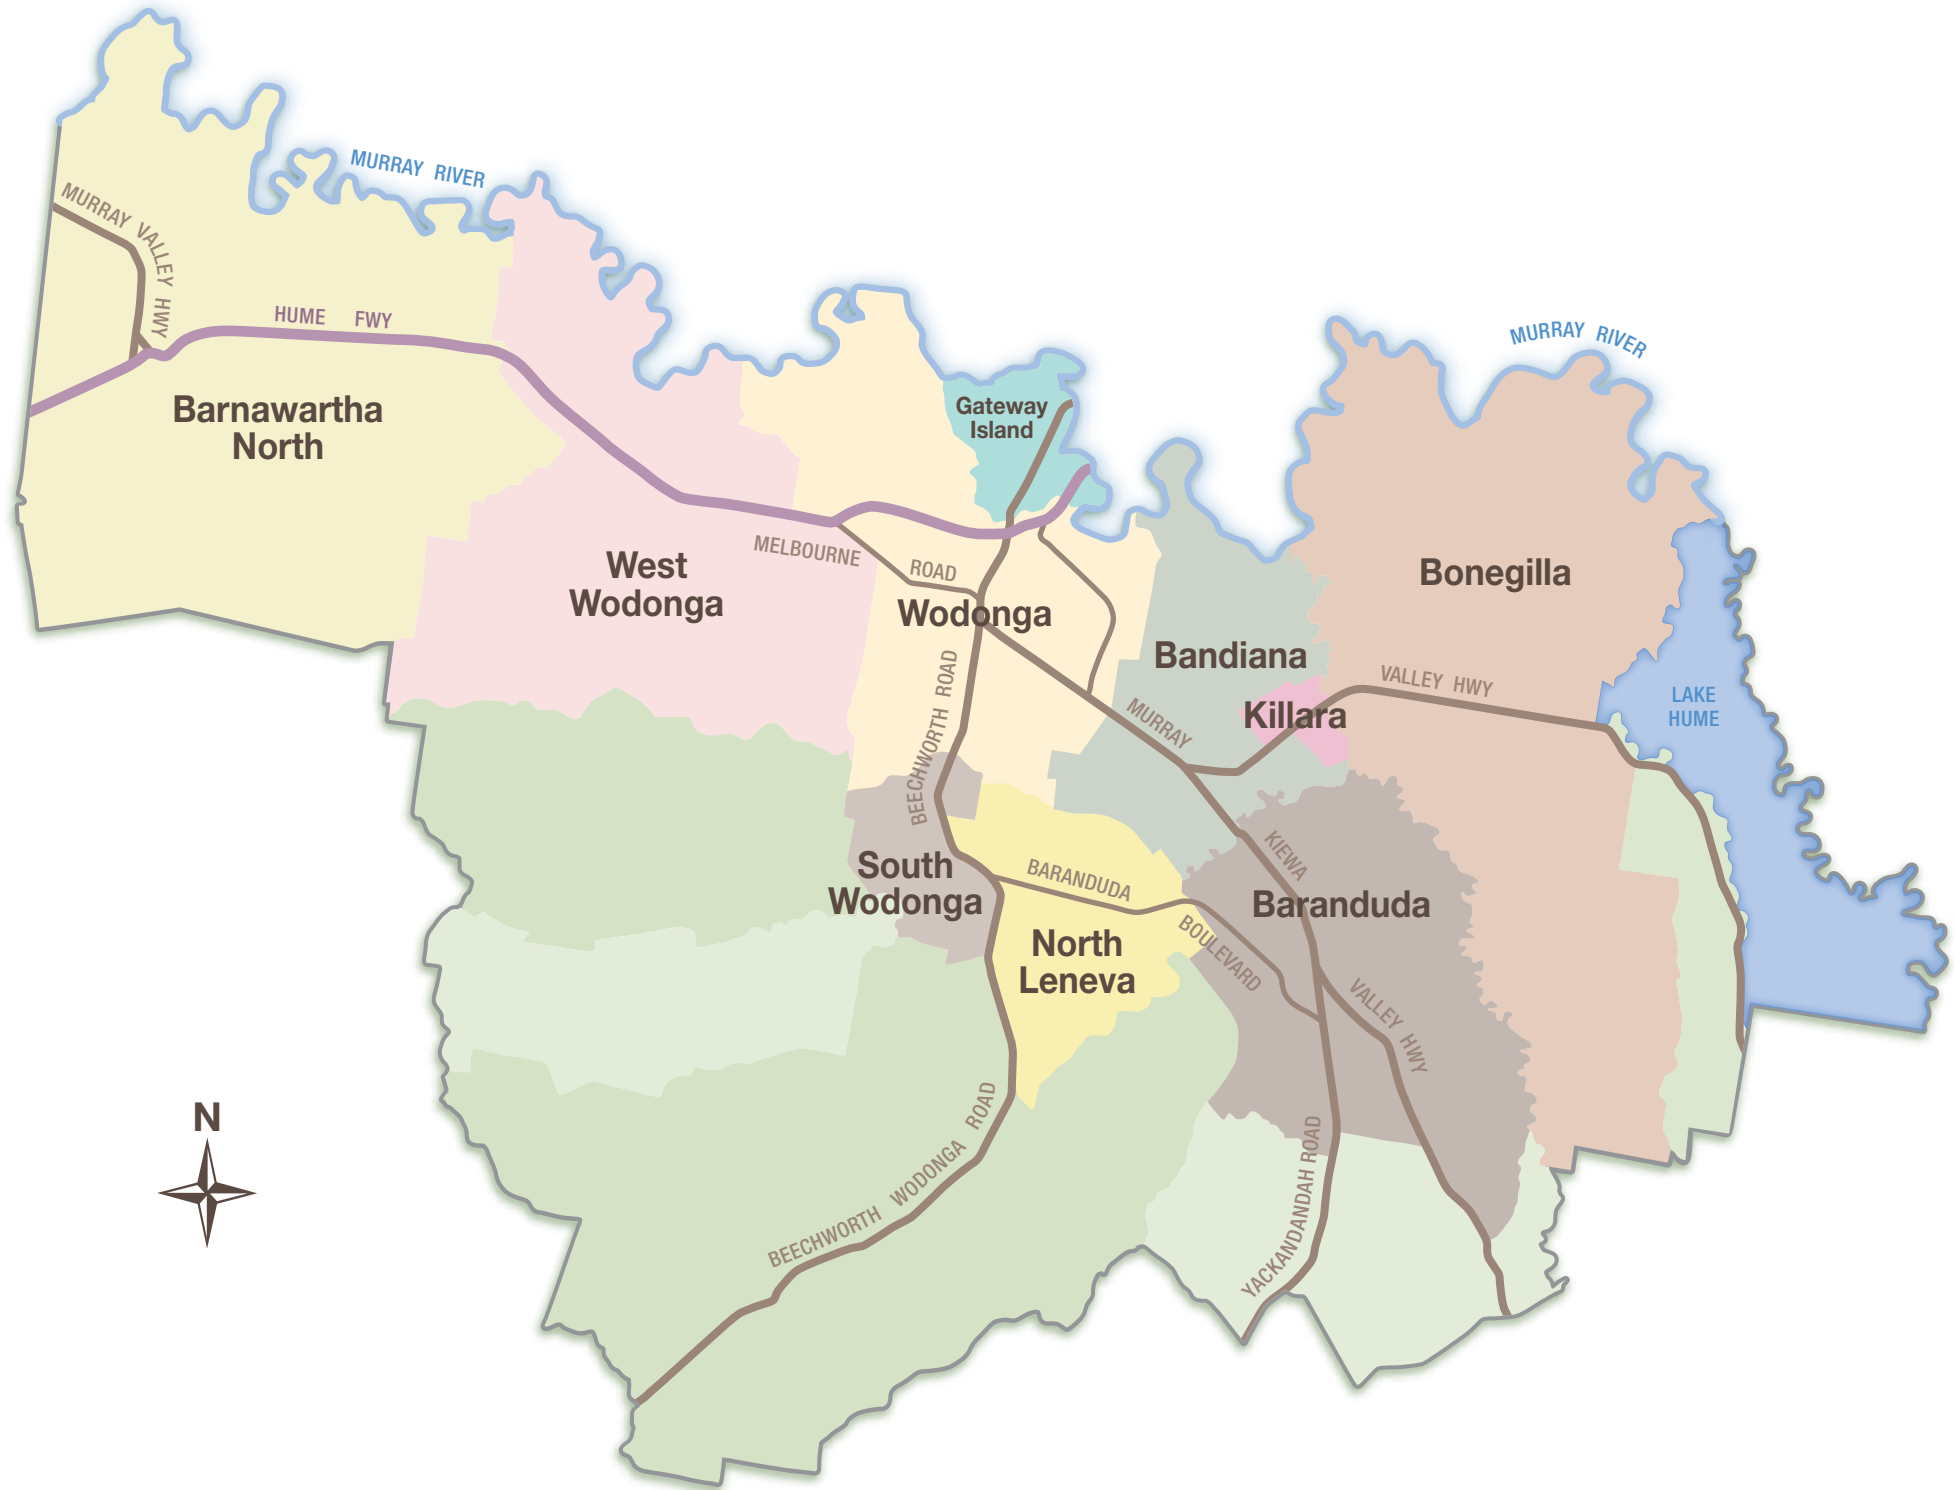 MURRAY RIVER
MURRAY VALLEY HWY
HUME FWY
MURRAY RIVER
Barnawartha
North
Gateway
Island
West
Wodonga
MELBOURNE ROAD
Wodonga
Bonegilla
Bandiana
Killara
VALLEY HWY
LAKE
HUME
MURRAY
BEECHWORTH ROAD
KIEWA
South
Wodonga
BARANDUDA
BOULEVARD
Baranduda
North
Leneva
VALLEY HWY
BEECHWORTH WODONGA ROAD
YACKANDANDAH ROAD
N